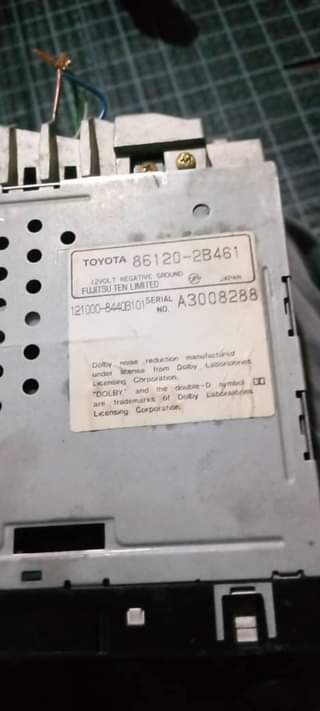 TOYOTA 86120-2B461
12VOLT NEGATIVE GROUND JAPAN
FUJITSU TEN LIMITED
121000-8440B101 SERIAL NO. A3008288
Dolby noise reduction manufactured
under license from Dolby Laboratories
Licensing Corporation.
"DOLBY" and the double-D symbol
are trademarks of Dolby Laboratories
Licensing Corporation.